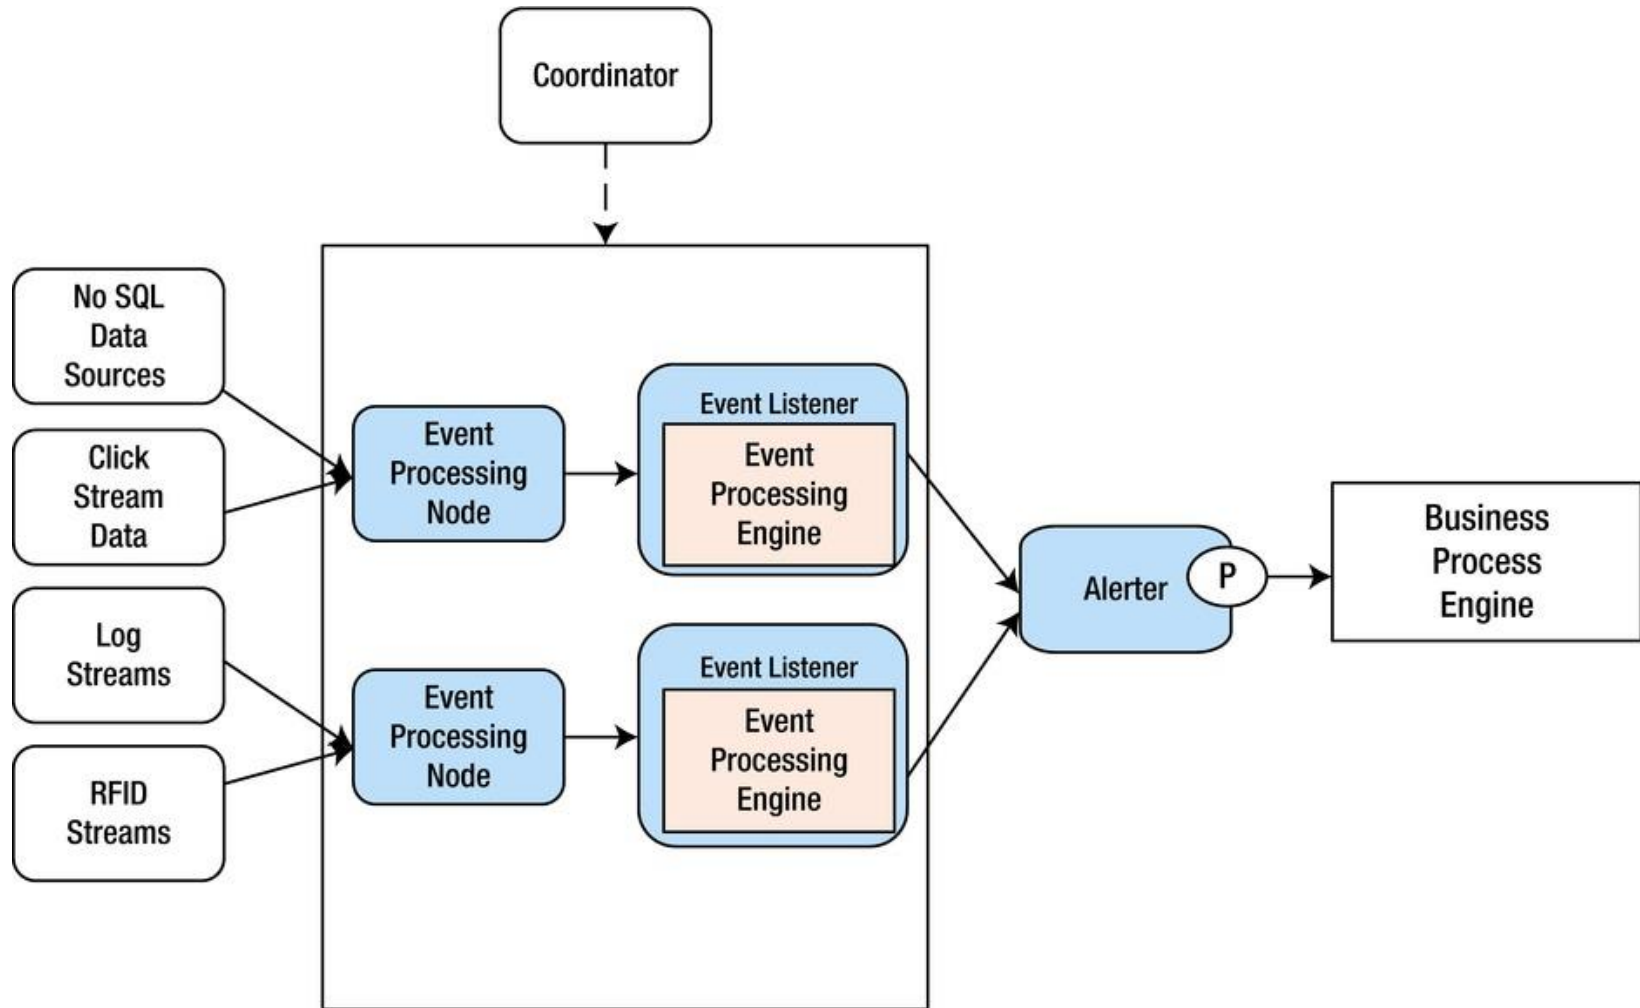 Coordinator
No SQL
Data
Sources
Click
Stream
Data
Log
Streams
RFID
Streams
Event
Processing
Node
Event Listener
Event
Processing
Engine
Event
Processing
Node
Event Listener
Event
Processing
Engine
Alerter
P
Business
Process
Engine